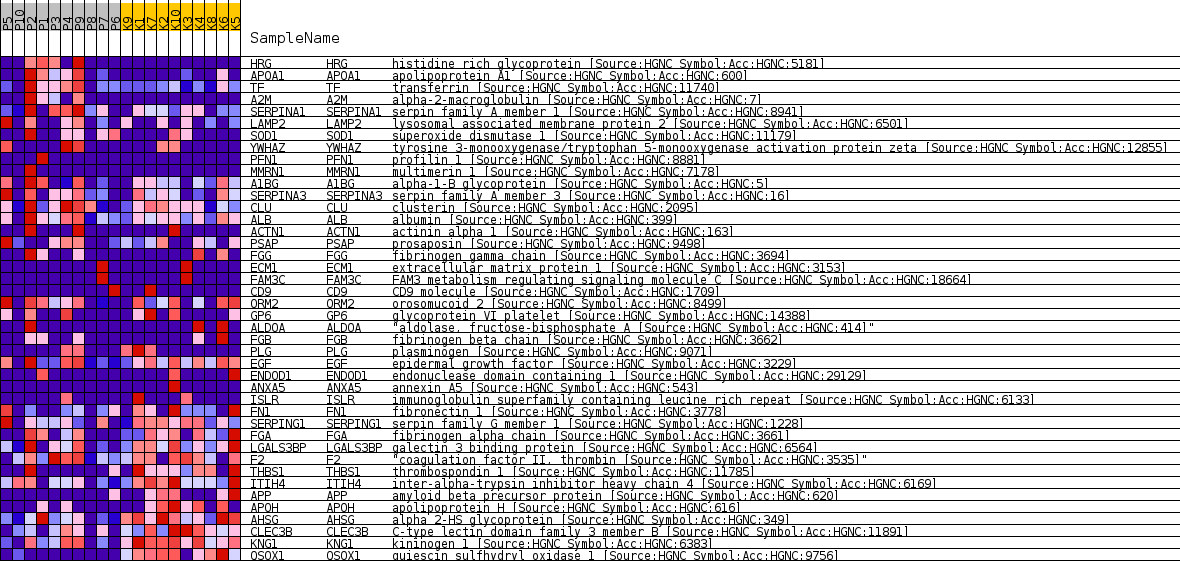 P5 P10 P2 P1 P3 P4 P9 P8 P7 P6 K9 K1 K7 K2 K10 K3 K4 K8 K6 K5
SampleName
HRG HRG histidine rich glycoprotein [Source:HGNC Symbol;Acc:HGNC:5181]
APOA1 APOA1 apolipoprotein A1 [Source:HGNC Symbol;Acc:HGNC:600]
TF TF transferrin [Source:HGNC Symbol;Acc:HGNC:11740]
A2M A2M alpha-2-macroglobulin [Source:HGNC Symbol;Acc:HGNC:7]
SERPINA1 SERPINA1 serpin family A member 1 [Source:HGNC Symbol;Acc:HGNC:8941]
LAMP2 LAMP2 lysosomal associated membrane protein 2 [Source:HGNC Symbol;Acc:HGNC:6501]
SOD1 SOD1 superoxide dismutase 1 [Source:HGNC Symbol;Acc:HGNC:11179]
YWHAZ YWHAZ tyrosine 3-monooxygenase/tryptophan 5-monooxygenase activation protein zeta [Source:HGNC Symbol;Acc:HGNC:12855]
PFN1 PFN1 profilin 1 [Source:HGNC Symbol;Acc:HGNC:8881]
MMRN1 MMRN1 multimerin 1 [Source:HGNC Symbol;Acc:HGNC:7178]
A1BG A1BG alpha-1-B glycoprotein [Source:HGNC Symbol;Acc:HGNC:5]
SERPINA3 SERPINA3 serpin family A member 3 [Source:HGNC Symbol;Acc:HGNC:16]
CLU CLU clusterin [Source:HGNC Symbol;Acc:HGNC:2095]
ALB ALB albumin [Source:HGNC Symbol;Acc:HGNC:399]
ACTN1 ACTN1 actinin alpha 1 [Source:HGNC Symbol;Acc:HGNC:163]
PSAP PSAP prosaposin [Source:HGNC Symbol;Acc:HGNC:9498]
FGG FGG fibrinogen gamma chain [Source:HGNC Symbol;Acc:HGNC:3694]
ECM1 ECM1 extracellular matrix protein 1 [Source:HGNC Symbol;Acc:HGNC:3153]
FAM3C FAM3C FAM3 metabolism regulating signaling molecule C [Source:HGNC Symbol;Acc:HGNC:18664]
CD9 CD9 CD9 molecule [Source:HGNC Symbol;Acc:HGNC:1709]
ORM2 ORM2 orosomucoid 2 [Source:HGNC Symbol;Acc:HGNC:8499]
GP6 GP6 glycoprotein VI platelet [Source:HGNC Symbol;Acc:HGNC:14388]
ALDOA ALDOA "aldolase, fructose-bisphosphate A [Source:HGNC Symbol;Acc:HGNC:414]"
FGB FGB fibrinogen beta chain [Source:HGNC Symbol;Acc:HGNC:3662]
PLG PLG plasminogen [Source:HGNC Symbol;Acc:HGNC:9071]
EGF EGF epidermal growth factor [Source:HGNC Symbol;Acc:HGNC:3229]
ENDOD1 ENDOD1 endonuclease domain containing 1 [Source:HGNC Symbol;Acc:HGNC:29129]
ANXA5 ANXA5 annexin A5 [Source:HGNC Symbol;Acc:HGNC:543]
ISLR ISLR immunoglobulin superfamily containing leucine rich repeat [Source:HGNC Symbol;Acc:HGNC:6133]
FN1 FN1 fibronectin 1 [Source:HGNC Symbol;Acc:HGNC:3778]
SERPING1 SERPING1 serpin family G member 1 [Source:HGNC Symbol;Acc:HGNC:1228]
FGA FGA fibrinogen alpha chain [Source:HGNC Symbol;Acc:HGNC:3661]
LGALS3BP LGALS3BP galectin 3 binding protein [Source:HGNC Symbol;Acc:HGNC:6564]
F2 F2 "coagulation factor II, thrombin [Source:HGNC Symbol;Acc:HGNC:3535]"
THBS1 THBS1 thrombospondin 1 [Source:HGNC Symbol;Acc:HGNC:11785]
ITIH4 ITIH4 inter-alpha-trypsin inhibitor heavy chain 4 [Source:HGNC Symbol;Acc:HGNC:6169]
APP APP amyloid beta precursor protein [Source:HGNC Symbol;Acc:HGNC:620]
APOH APOH apolipoprotein H [Source:HGNC Symbol;Acc:HGNC:616]
AHSG AHSG alpha 2-HS glycoprotein [Source:HGNC Symbol;Acc:HGNC:349]
CLEC3B CLEC3B C-type lectin domain family 3 member B [Source:HGNC Symbol;Acc:HGNC:11891]
KNG1 KNG1 kininogen 1 [Source:HGNC Symbol;Acc:HGNC:6383]
QSOX1 QSOX1 quiescin sulfhydryl oxidase 1 [Source:HGNC Symbol;Acc:HGNC:9756]